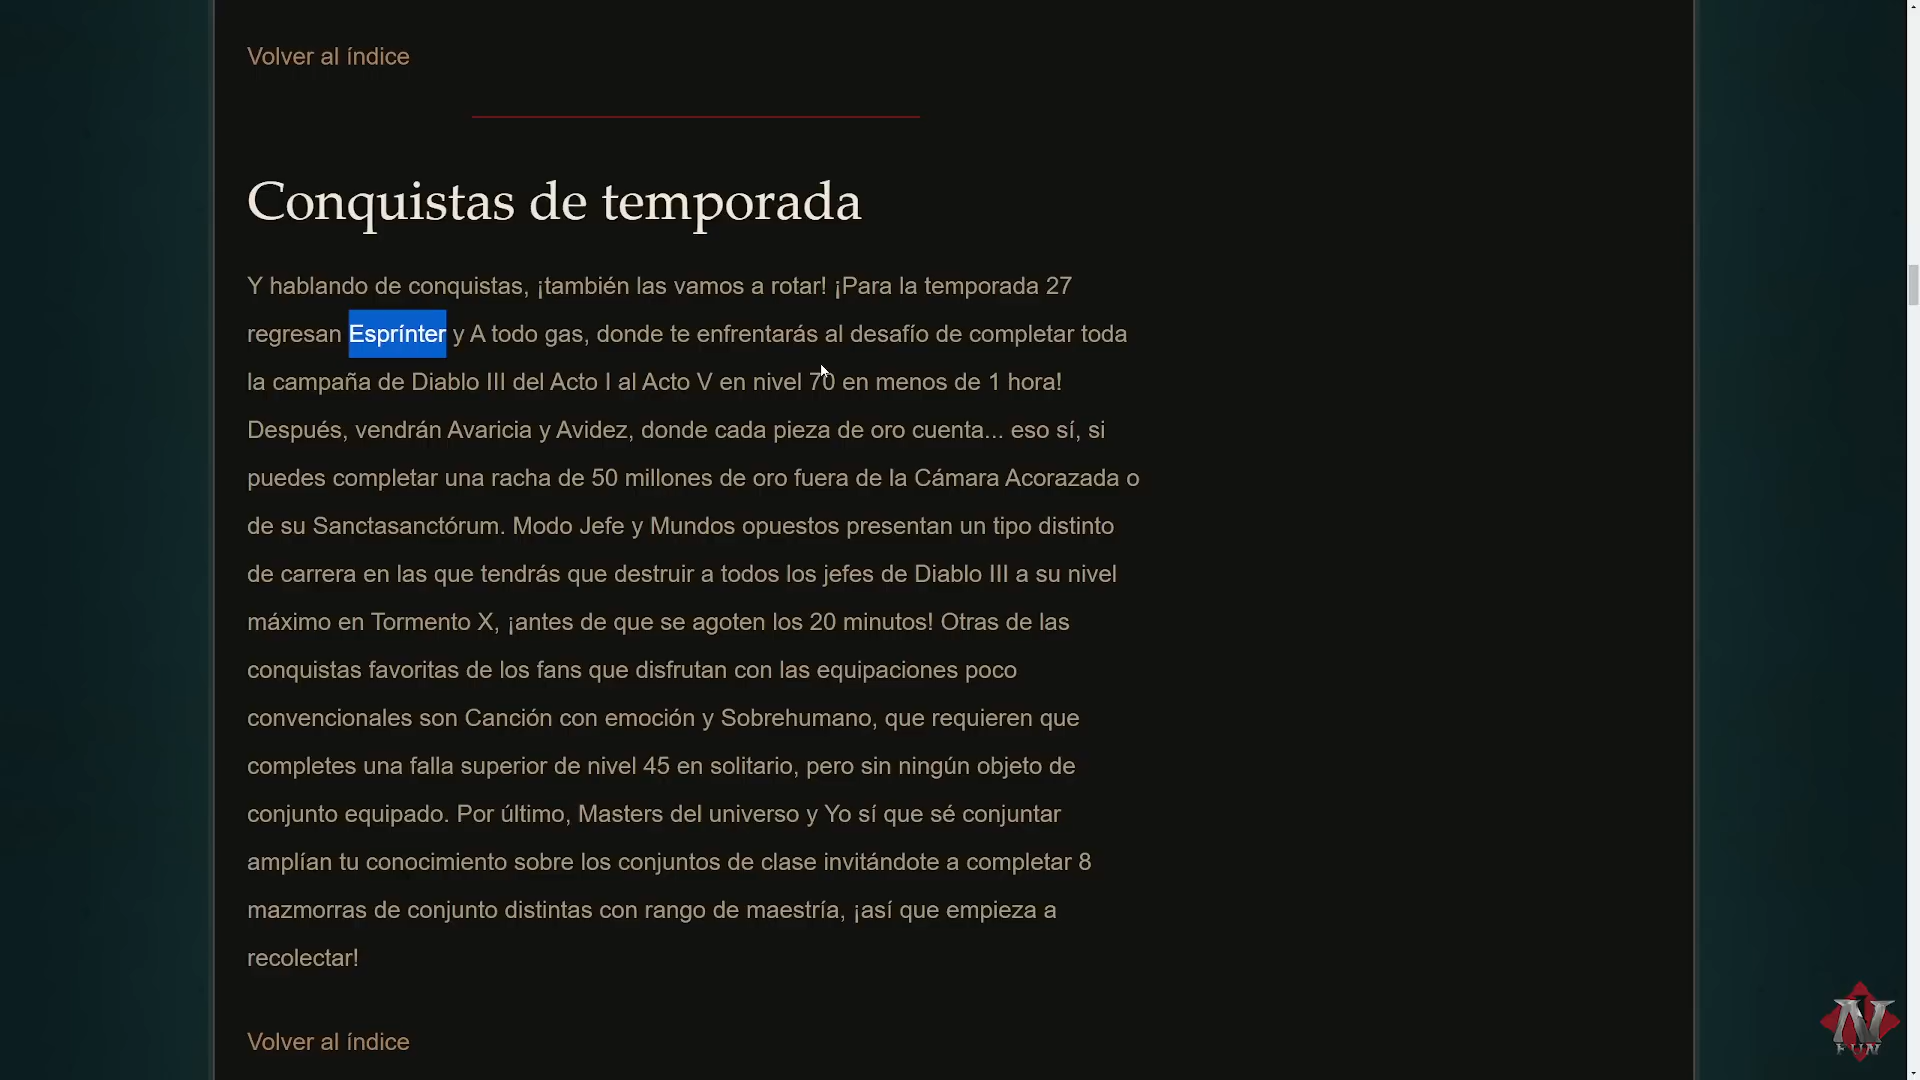 Volver al índice
Conquistas de temporada
Y hablando de conquistas, ¡también las vamos a rotar! ¡Para la temporada 27
regresan Esprínter y A todo gas, donde te enfrentarás al desafío de completar toda
la campaña de Diablo III del Acto I al Acto V en nivel 70 en menos de 1 hora!
Después, vendrán Avaricia y Avidez, donde cada pieza de oro cuenta... eso sí, si
puedes completar una racha de 50 millones de oro fuera de la Cámara Acorazada o
de su Sanctasanctórum. Modo Jefe y Mundos opuestos presentan un tipo distinto
de carrera en las que tendrás que destruir a todos los jefes de Diablo III a su nivel
máximo en Tormento X, ¡antes de que se agoten los 20 minutos! Otras de las
conquistas favoritas de los fans que disfrutan con las equipaciones poco
convencionales son Canción con emoción y Sobrehumano, que requieren que
completes una falla superior de nivel 45 en solitario, pero sin ningún objeto de
conjunto equipado. Por último, Masters del universo y Yo sí que sé conjuntar
amplían tu conocimiento sobre los conjuntos de clase invitándote a completar 8
mazmorras de conjunto distintas con rango de maestría, ¡así que empieza a
recolectar!
Volver al índice
N
FUN